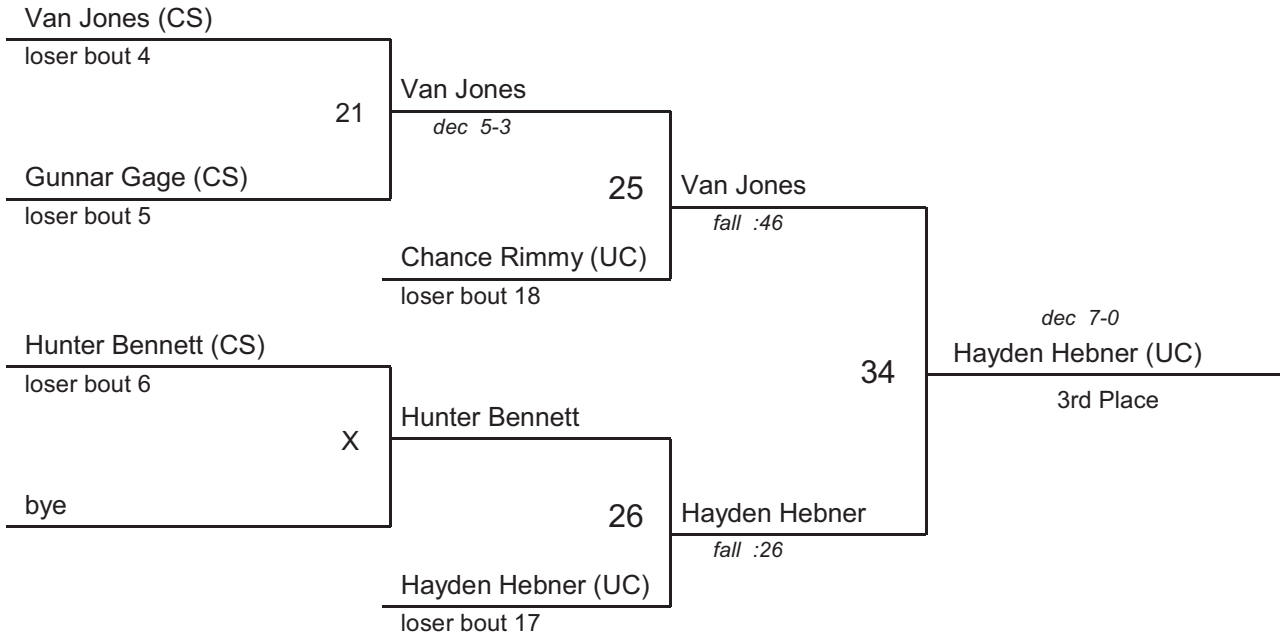 Van Jones (CS)
loser bout 4
21
Van Jones
dec 5-3
Gunnar Gage (CS)
loser bout 5
25
Van Jones
fall :46
Chance Rimmy (UC)
loser bout 18
Hunter Bennett (CS)
loser bout 6
34
dec 7-0
Hayden Hebner (UC)
3rd Place
X
Hunter Bennett
bye
26
Hayden Hebner
fall :26
Hayden Hebner (UC)
loser bout 17